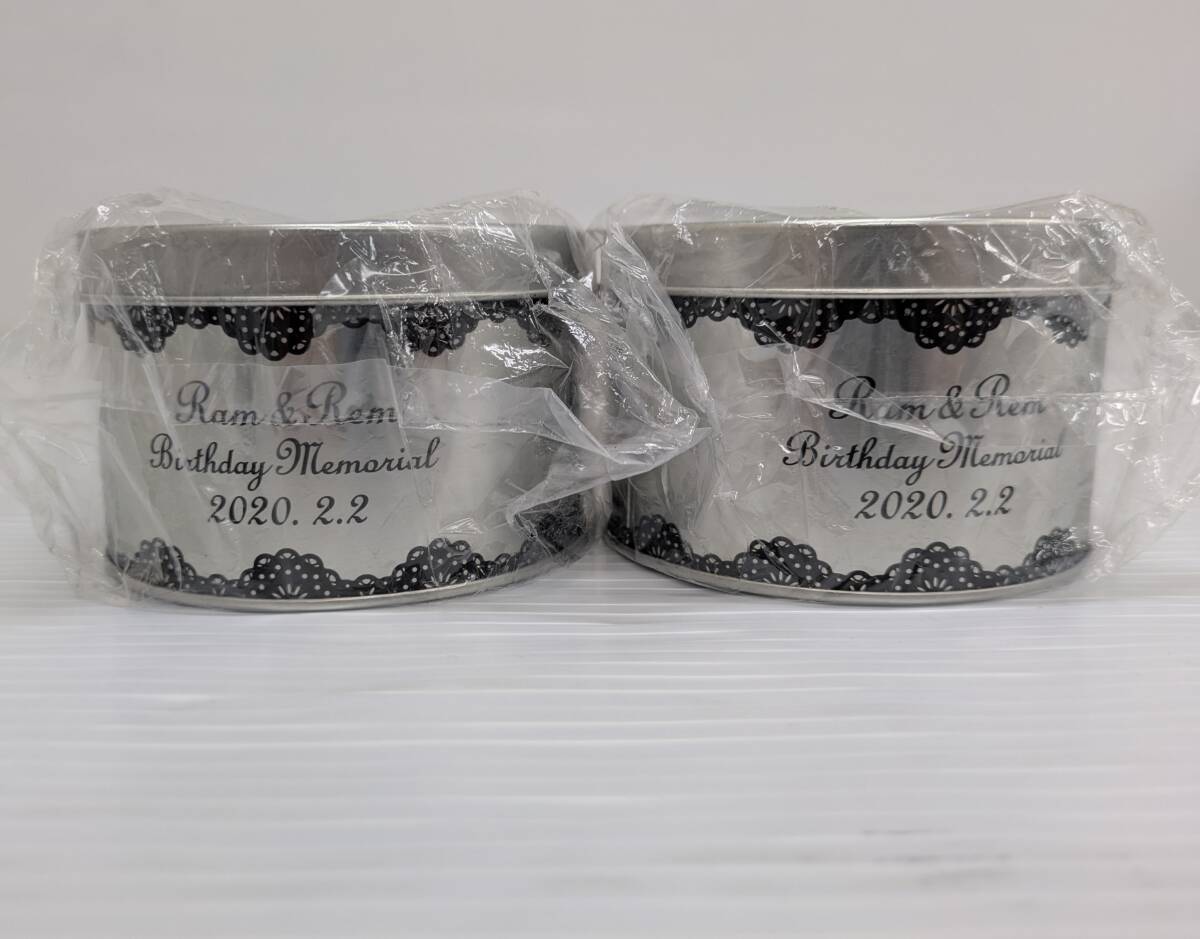 Ram & Rem
Birthday Memorial
2020. 2.2
Ram & Rem
Birthday Memorial
2020. 2.2